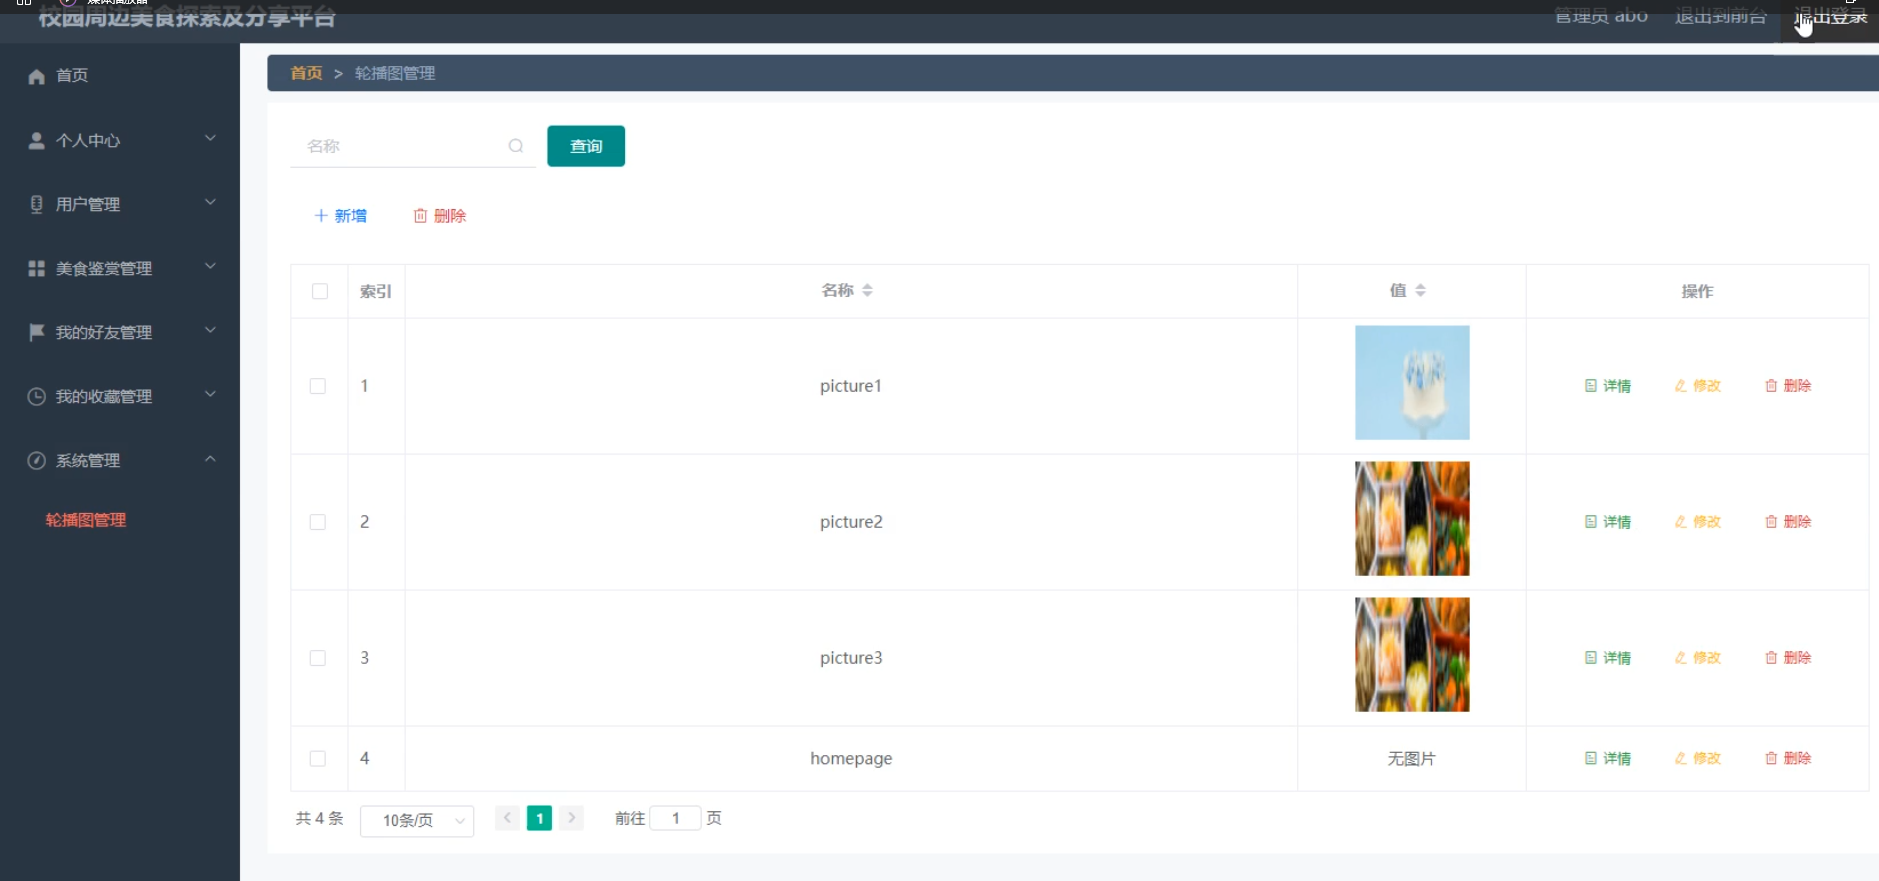 媒体播放器
校园周边美食探索及分享平台
管理员 abo 退出到前台 退出登录
首页
个人中心
用户管理
美食鉴赏管理
我的好友管理
我的收藏管理
系统管理
轮播图管理
首页 > 轮播图管理
名称 查询
新增 删除
索引 名称 值 操作
1 picture1 详情 修改 删除
2 picture2 详情 修改 删除
3 picture3 详情 修改 删除
4 homepage 无图片 详情 修改 删除
共 4 条 10条/页 < 1 > 前往 1 页